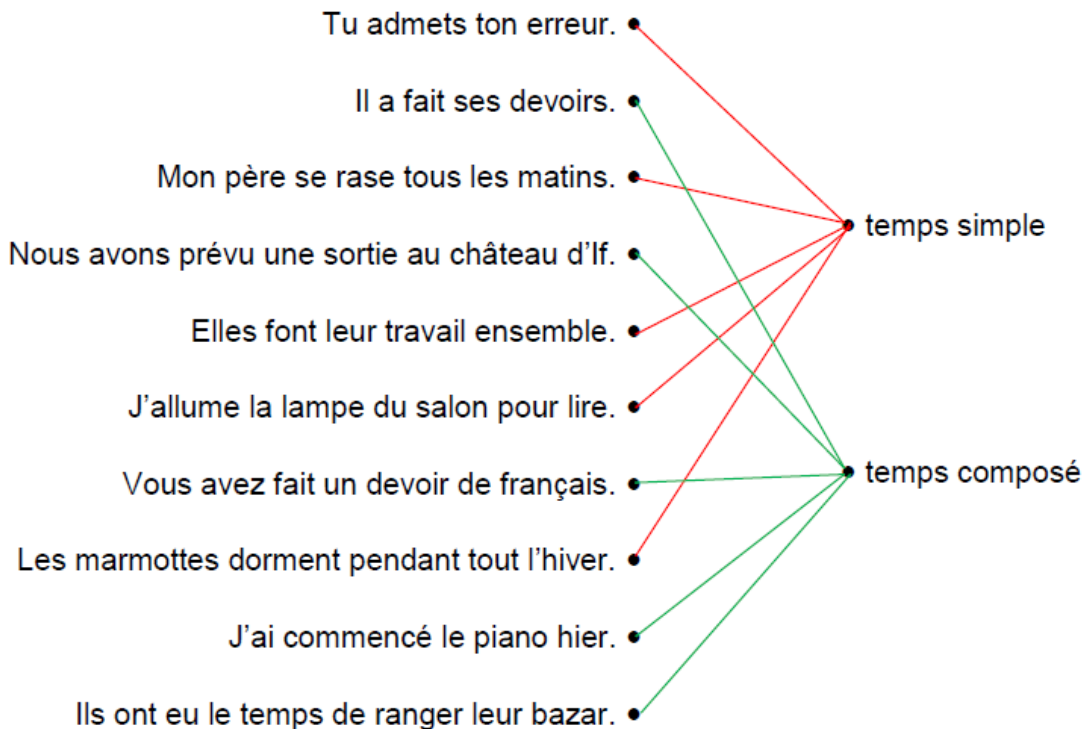 Tu admets ton erreur.
Il a fait ses devoirs.
Mon père se rase tous les matins.
temps simple
Nous avons prévu une sortie au château d’If.
Elles font leur travail ensemble.
J’allume la lampe du salon pour lire.
temps composé
Vous avez fait un devoir de français.
Les marmottes dorment pendant tout l’hiver.
J’ai commencé le piano hier.
Ils ont eu le temps de ranger leur bazar.